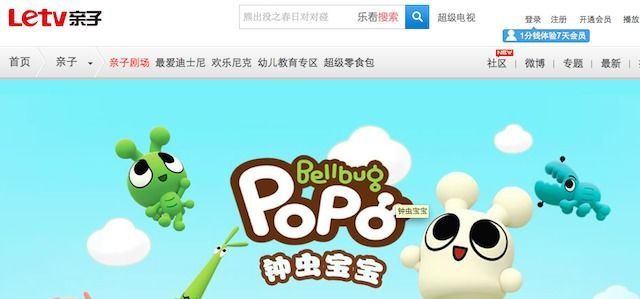 Letv亲子
熊出没之春日对对碰 乐看搜索 超级电视
登录 注册 开通会员 开
1分钱体验7天会员
首页 亲子 亲子剧场 最爱迪士尼 欢乐尼克 幼儿教育专区 超级零食包
NEW
社区 微博 专题 最新
Bellbug
POPO
钟虫宝宝
钟虫宝宝